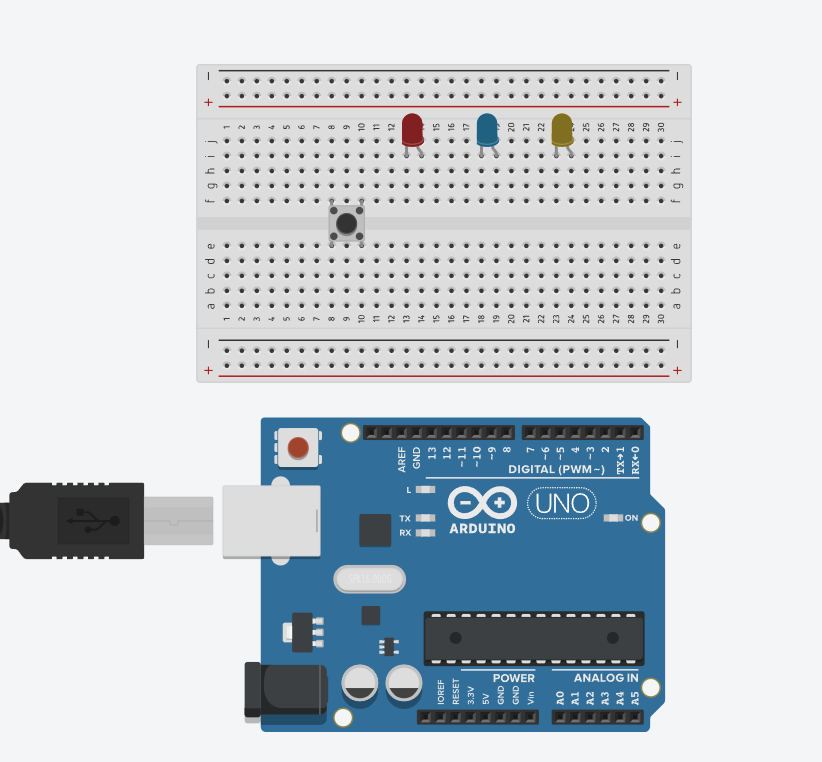 − −
+ +
1 2 3 4 5 6 7 8 9 10 11 12 13 15 16 17 18 20 21 22 25 26 27 28 29 30
j j
i i
h h
g g
f f
e e
d d
c c
b b
a a
1 2 3 4 5 6 7 8 9 10 11 12 13 14 15 16 17 18 19 20 21 22 23 24 25 26 27 28 29 30
− −
+ +
AREF GND 13 12 ~11 ~10 ~9 8 7 ~6 ~5 4 ~3 2 TX→1 RX←0
DIGITAL (PWM~)
L
TX
RX
ARDUINO
UNO
ON
POWER
ANALOG IN
IOREF RESET 3.3V 5V GND GND Vin A0 A1 A2 A3 A4 A5